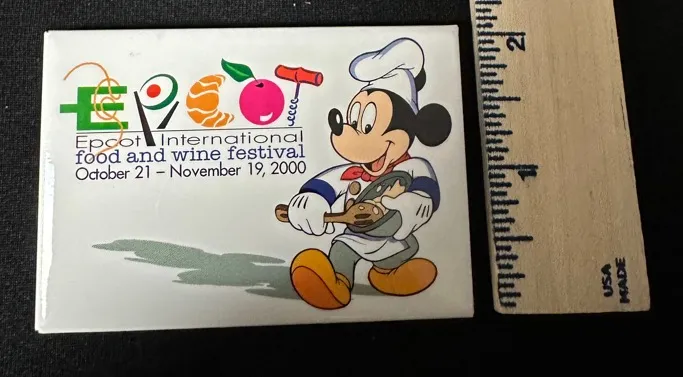 EPCOT
Epcot International
food and wine festival
October 21 – November 19, 2000
2
1
USA
MADE